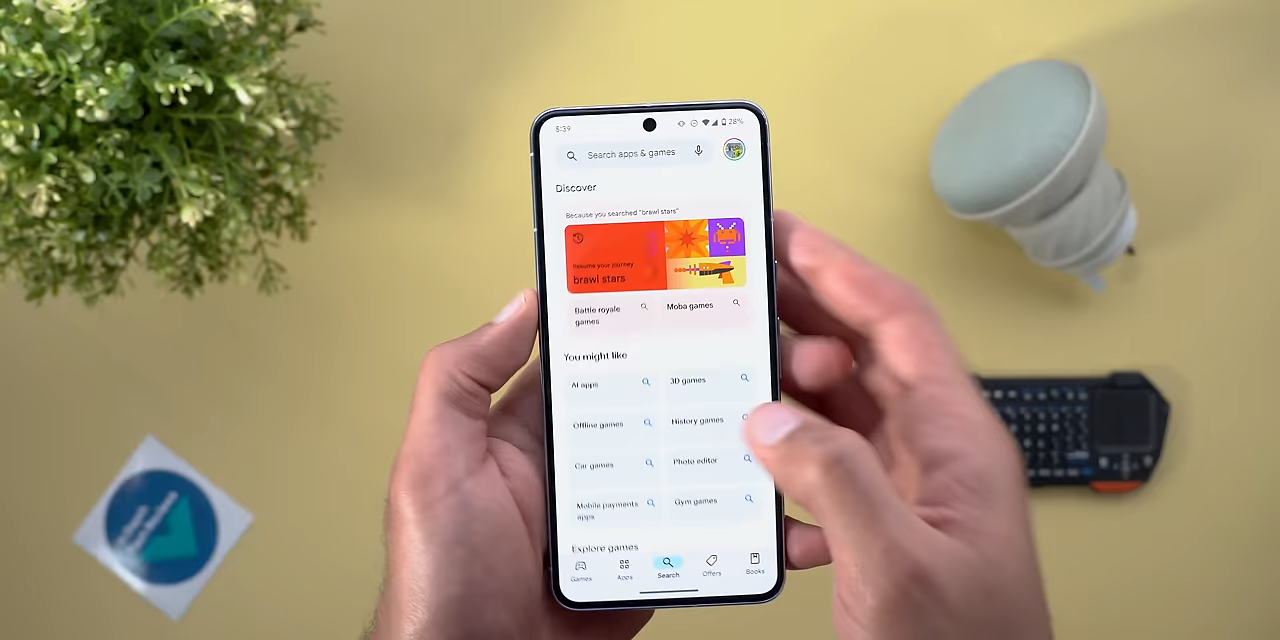 5:39
28%
Search apps & games
Discover
Because you searched "brawl stars"
Resume your journey
brawl stars
Battle royale
games
Moba games
You might like
AI apps
3D games
Offline games
History games
Car games
Photo editor
Mobile payments
apps
Gym games
Explore games
Games
Apps
Search
Offers
Books